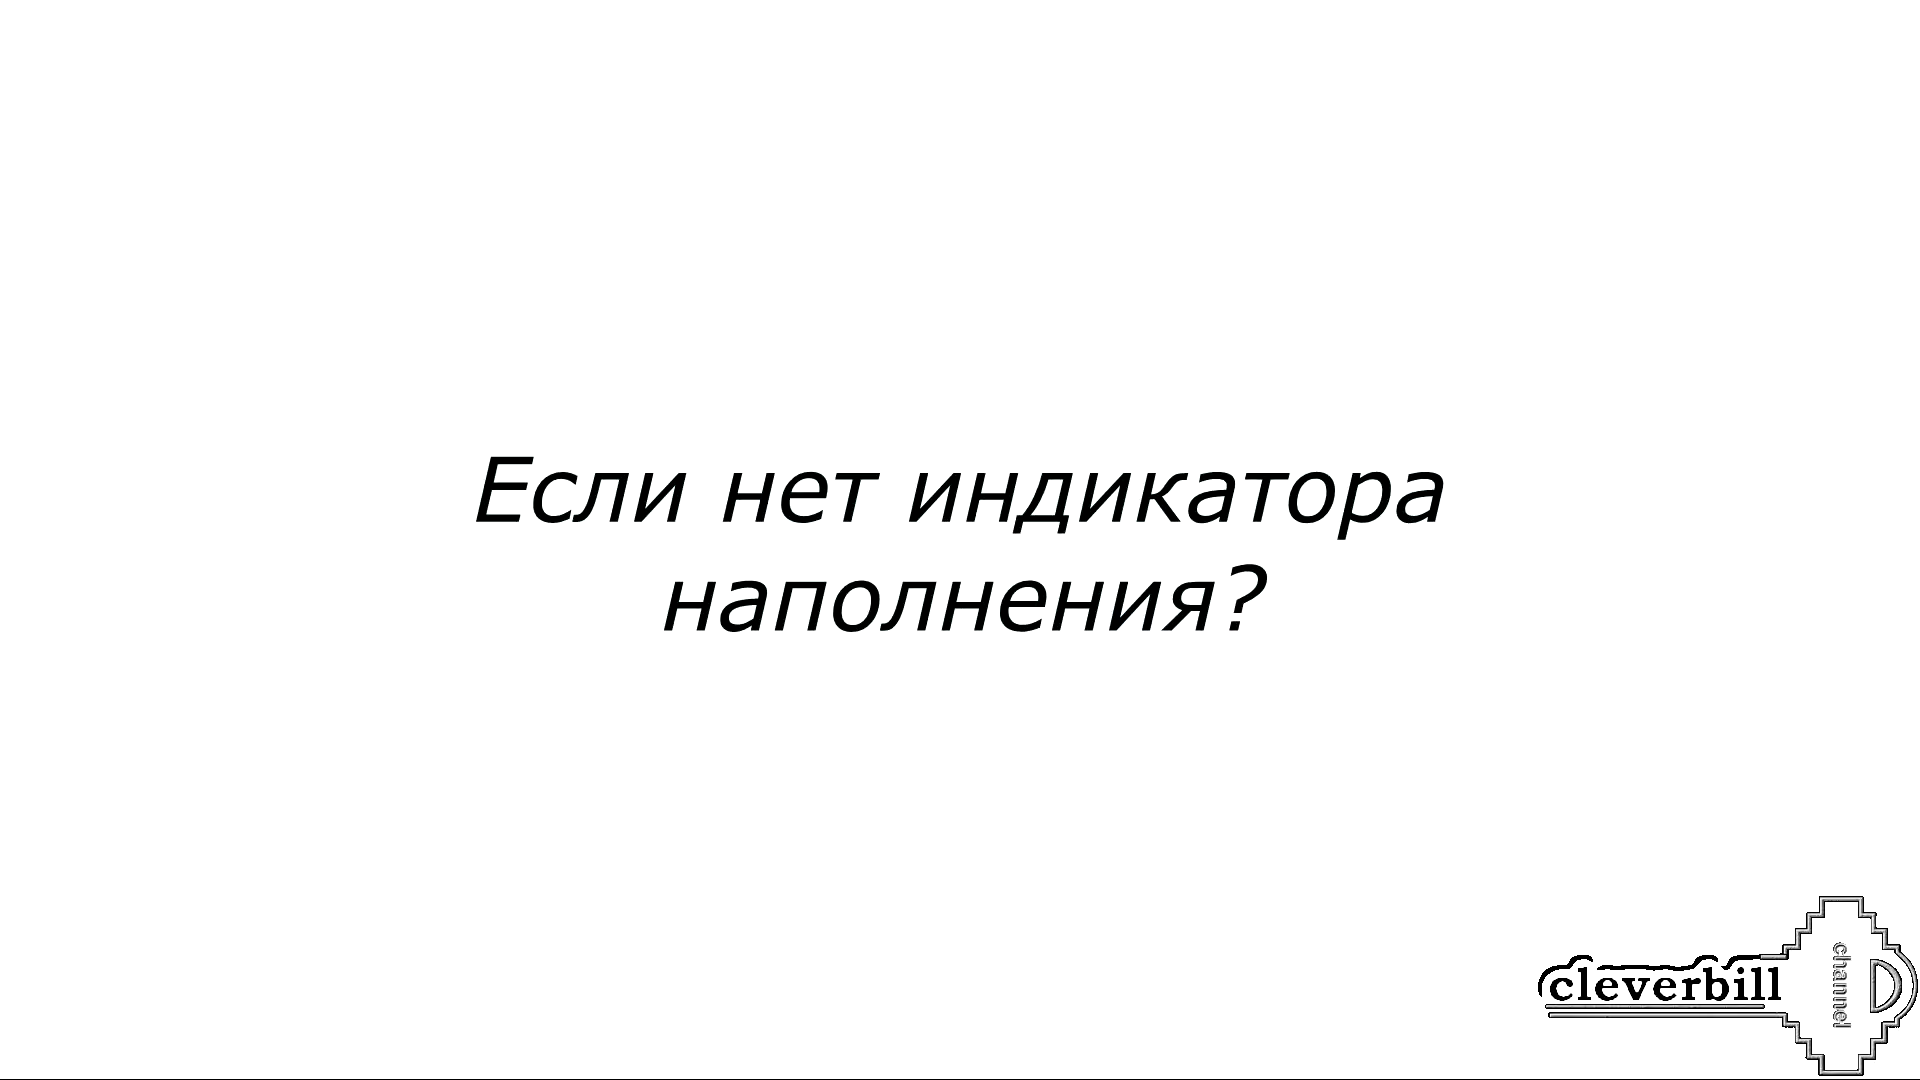 Если нет индикатора
наполнения?
cleverbill
channel